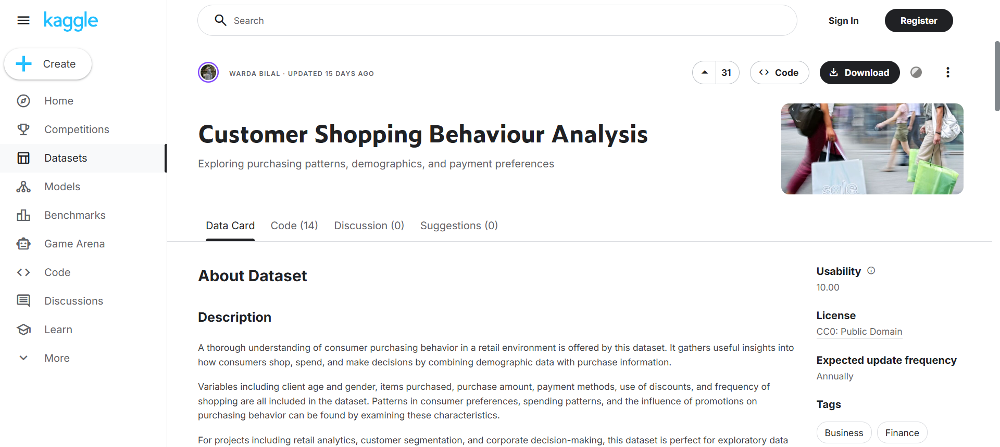 kaggle
Search
Sign In
Register
Create
Home
Competitions
Datasets
Models
Benchmarks
Game Arena
Code
Discussions
Learn
More
WARDA BILAL · UPDATED 15 DAYS AGO
31
Code
Download
Customer Shopping Behaviour Analysis
Exploring purchasing patterns, demographics, and payment preferences
sale
Data Card
Code (14)
Discussion (0)
Suggestions (0)
About Dataset
Description
A thorough understanding of consumer purchasing behavior in a retail environment is offered by this dataset. It gathers useful insights into
how consumers shop, spend, and make decisions by combining demographic data with purchase information.
Variables including client age and gender, items purchased, purchase amount, payment methods, use of discounts, and frequency of
shopping are all included in the dataset. Patterns in consumer preferences, spending patterns, and the influence of promotions on
purchasing behavior can be found by examining these characteristics.
For projects including retail analytics, customer segmentation, and corporate decision-making, this dataset is perfect for exploratory data
Usability
10.00
License
CC0: Public Domain
Expected update frequency
Annually
Tags
Business
Finance